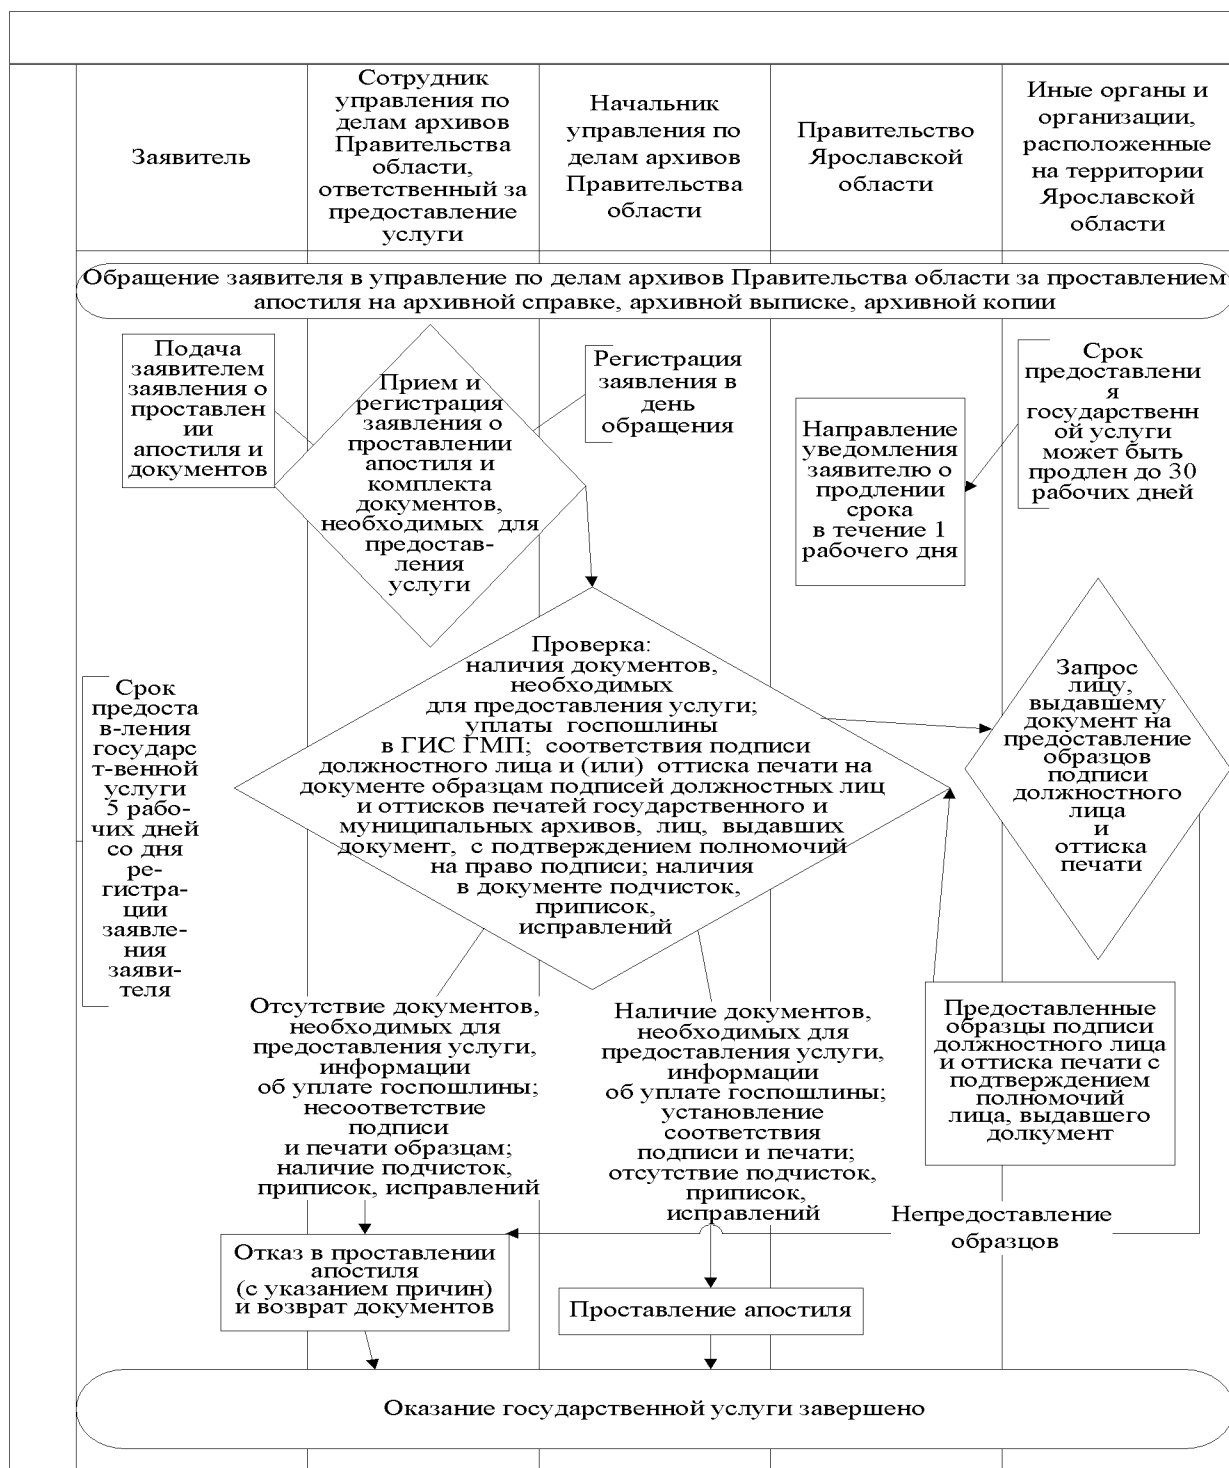 Заявитель
Сотрудник
управления по
делам архивов
Правительства
области,
ответственный за
предоставление
услуги
Начальник
управления по
делам архивов
Правительства
области
Правительство
Ярославской
области
Иные органы и
организации,
расположенные
на территории
Ярославской
области
Обращение заявителя в управление по делам архивов Правительства области за проставлением
апостиля на архивной справке, архивной выписке, архивной копии
Подача
заявителем
заявления о
проставлен
ии
апостиля и
документов
Прием и
регистрация
заявления о
проставлении
апостиля и
комплекта
документов,
необходимых для
предостав-
ления
услуги
Регистрация
заявления в
день
обращения
Направление
уведомления
заявителю о
продлении
срока
в течение 1
рабочего дня
Срок
предоставлени
я
государственн
ой услуги
может быть
продлен до 30
рабочих дней
Срок
предоста
в-ления
государс
т-венной
услуги
5 рабо-
чих дней
со дня
ре-
гистра-
ции
заявле-
ния
заяви-
теля
Проверка:
наличия документов,
необходимых
для предоставления услуги;
уплаты госпошлины
в ГИС ГМП; соответствия подписи
должностного лица и (или) оттиска печати на
документе образцам подписей должностных лиц
и оттисков печатей государственного и
муниципальных архивов, лиц, выдавших
документ, с подтверждением полномочий
на право подписи; наличия
в документе подчисток,
приписок,
исправлений
Запрос
лицу,
выдавшему
документ на
предоставление
образцов
подписи
должностного
лица
и
оттиска
печати
Отсутствие документов,
необходимых для
предоставления услуги,
информации
об уплате госпошлины;
несоответствие
подписи
и печати образцам;
наличие подчисток,
приписок, исправлений
Наличие документов,
необходимых для
предоставления услуги,
информации
об уплате госпошлины;
установление
соответствия
подписи и печати;
отсутствие подчисток,
приписок,
исправлений
Предоставленные
образцы подписи
должностного лица
и оттиска печати с
подтверждением
полномочий
лица, выдавшего
долкумент
Непредоставление
образцов
Отказ в проставлении
апостиля
(с указанием причин)
и возврат документов
Проставление апостиля
Оказание государственной услуги завершено